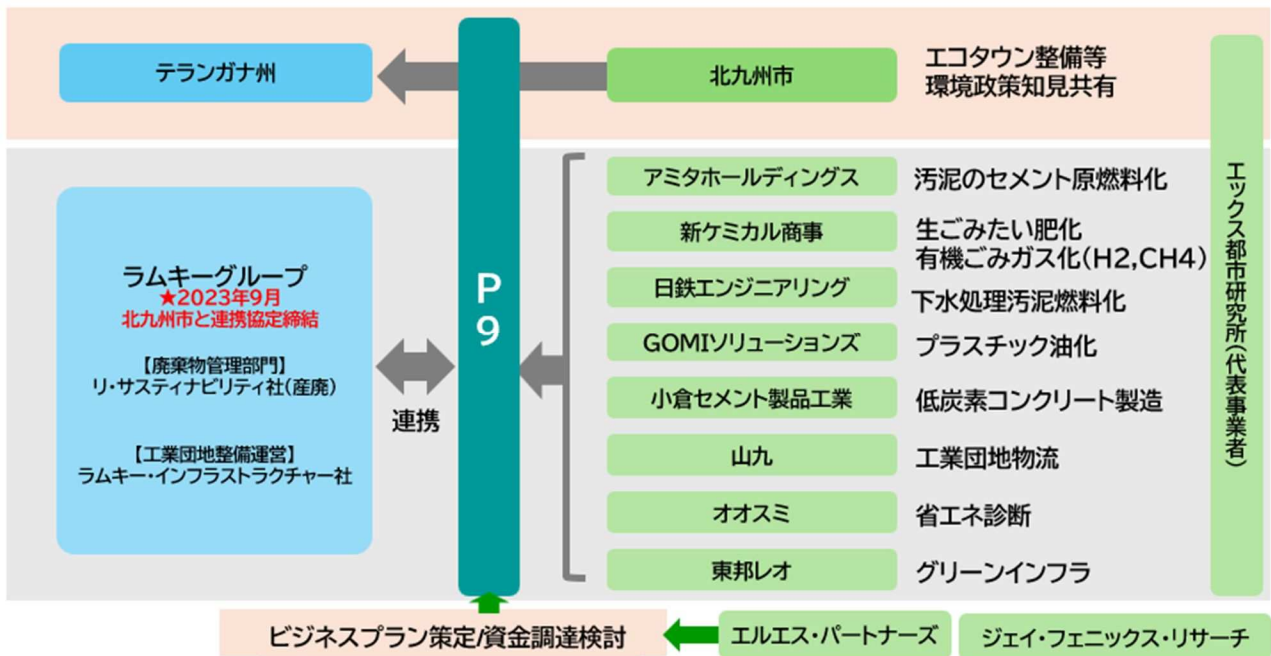 テランガナ州
北九州市
エコタウン整備等
環境政策知見共有
ラムキーグループ
★2023年9月
北九州市と連携協定締結
【廃棄物管理部門】
リ・サスティナビリティ社(産廃)
【工業団地整備運営】
ラムキー・インフラストラクチャー社
連携
P
9
アミタホールディングス
汚泥のセメント原燃料化
新ケミカル商事
生ごみたい肥化
有機ごみガス化(H2,CH4)
日鉄エンジニアリング
下水処理汚泥燃料化
GOMIソリューションズ
プラスチック油化
小倉セメント製品工業
低炭素コンクリート製造
山九
工業団地物流
オオスミ
省エネ診断
東邦レオ
グリーンインフラ
エックス都市研究所(代表事業者)
ビジネスプラン策定/資金調達検討
エルエス・パートナーズ
ジェイ・フェニックス・リサーチ